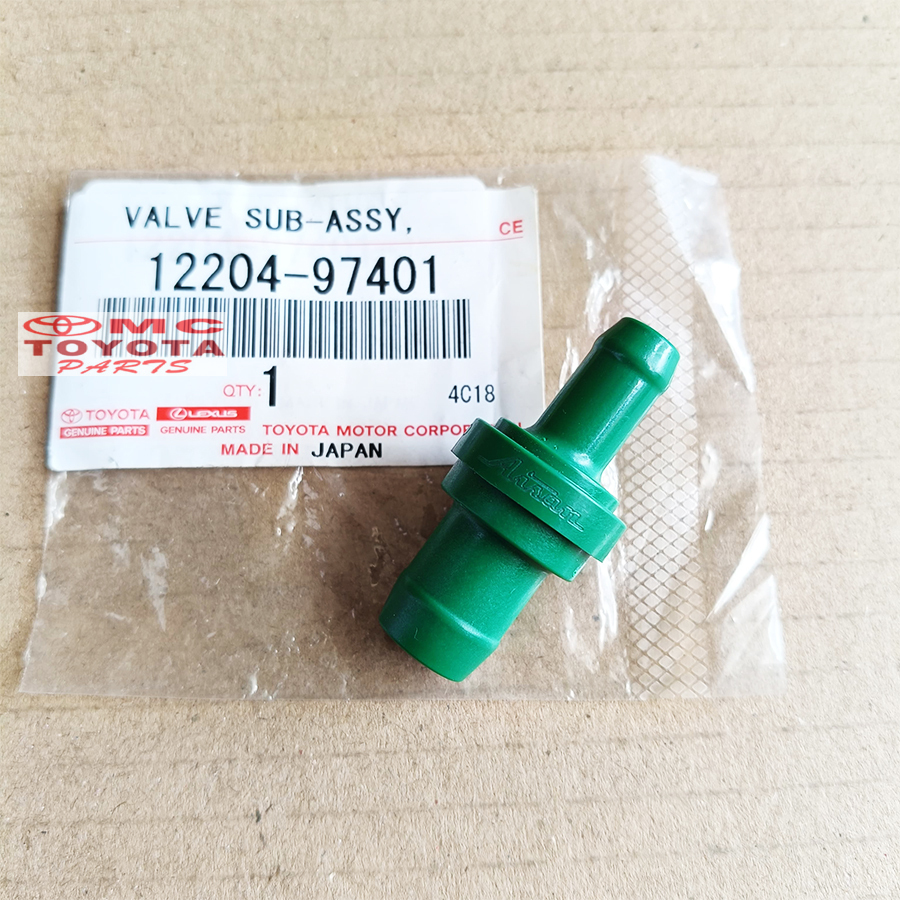 VALVE SUB-ASSY,
CE
12204-97401
OMC
TOYOTA
PARTS
QTY: 1
4C18
TOYOTA LEXUS
GENUINE PARTS GENUINE PARTS TOYOTA MOTOR CORPOR
MADE IN JAPAN